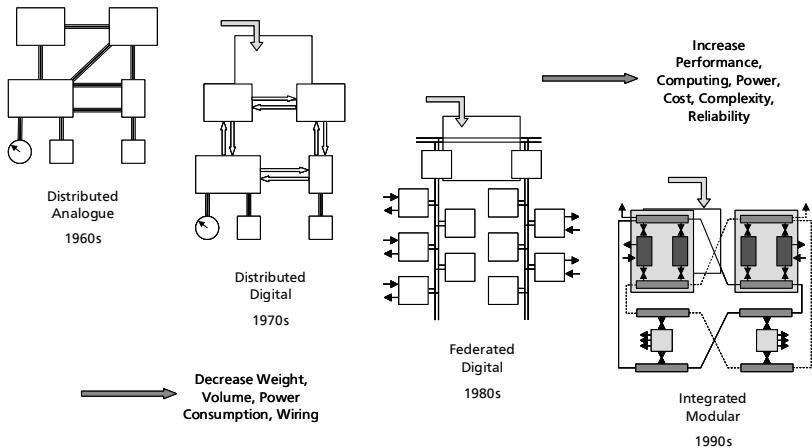 Distributed
Analogue
1960s
Distributed
Digital
1970s
Federated
Digital
1980s
Integrated
Modular
1990s
Increase
Performance,
Computing, Power,
Cost, Complexity,
Reliability
Decrease Weight,
Volume, Power
Consumption, Wiring